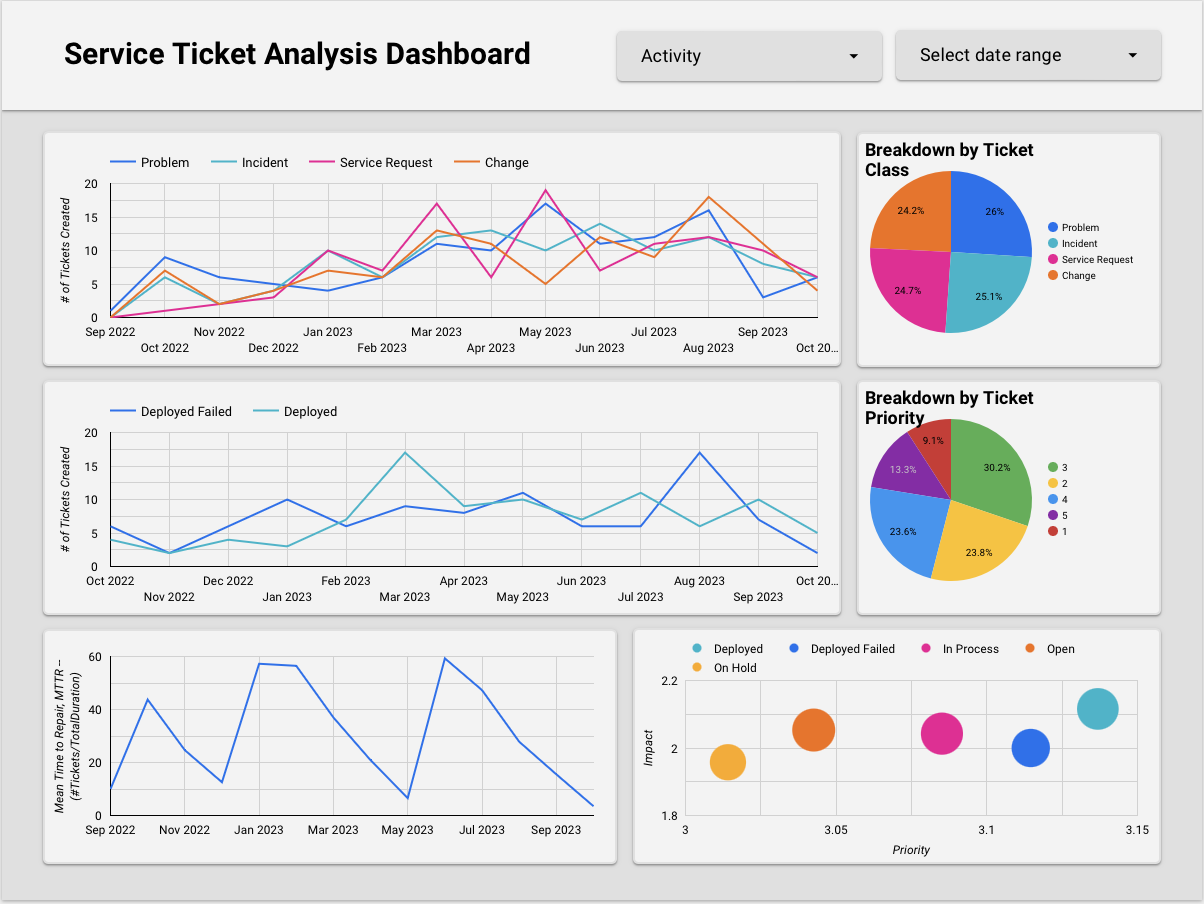 Service Ticket Analysis Dashboard
Activity
Select date range
Problem Incident Service Request Change
# of Tickets Created
20
15
10
5
0
Sep 2022 Nov 2022 Jan 2023 Mar 2023 May 2023 Jul 2023 Sep 2023
Oct 2022 Dec 2022 Feb 2023 Apr 2023 Jun 2023 Aug 2023 Oct 20...
Breakdown by Ticket
Class
24.2% 26%
24.7% 25.1%
Problem
Incident
Service Request
Change
Deployed Failed Deployed
# of Tickets Created
20
15
10
5
0
Oct 2022 Dec 2022 Feb 2023 Apr 2023 Jun 2023 Aug 2023 Oct 20...
Nov 2022 Jan 2023 Mar 2023 May 2023 Jul 2023 Sep 2023
Breakdown by Ticket
Priority
9.1%
13.3% 30.2%
23.6%
23.8%
3
2
4
5
1
Mean Time to Repair, MTTR –
(#Tickets/TotalDuration)
60
40
20
0
Sep 2022 Nov 2022 Jan 2023 Mar 2023 May 2023 Jul 2023 Sep 2023
Deployed Deployed Failed In Process Open
On Hold
Impact
2.2
2
1.8
3 3.05 3.1 3.15
Priority